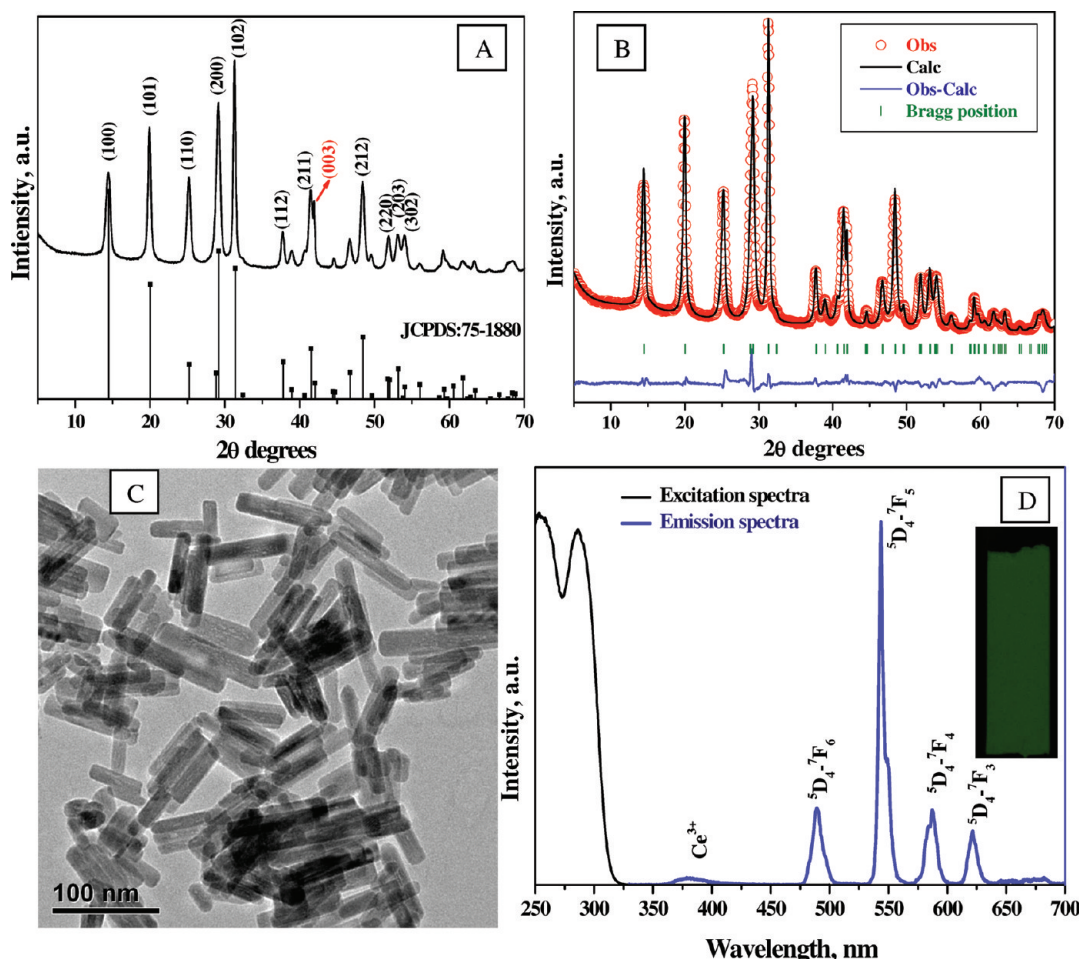 A
(100)
(101)
(110)
(200)
(102)
(112)
(211)
(003)
(212)
(220)
(203)
(302)
JCPDS:75-1880
Intiensity, a.u.
10 20 30 40 50 60 70
2θ degrees
B
Obs
Calc
Obs-Calc
Bragg position
Intensity, a.u.
10 20 30 40 50 60 70
2θ degrees
C
100 nm
D
Excitation spectra
Emission spectra
Ce³⁺
⁵D₄-⁷F₆
⁵D₄-⁷F₅
⁵D₄-⁷F₄
⁵D₄-⁷F₃
Intensity, a.u.
250 300 350 400 450 500 550 600 650 700
Wavelength, nm